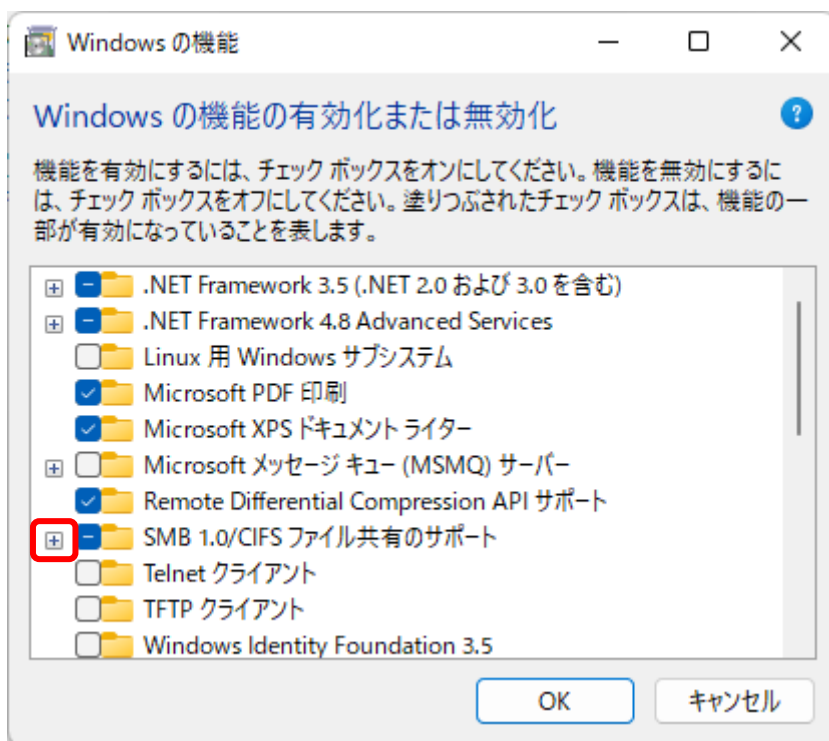 Windows の機能
Windows の機能の有効化または無効化
機能を有効にするには、チェック ボックスをオンにしてください。機能を無効にするに
は、チェック ボックスをオフにしてください。塗りつぶされたチェック ボックスは、機能の一
部が有効になっていることを表します。
.NET Framework 3.5 (.NET 2.0 および 3.0 を含む)
.NET Framework 4.8 Advanced Services
Linux 用 Windows サブシステム
Microsoft PDF 印刷
Microsoft XPS ドキュメント ライター
Microsoft メッセージ キュー (MSMQ) サーバー
Remote Differential Compression API サポート
SMB 1.0/CIFS ファイル共有のサポート
Telnet クライアント
TFTP クライアント
Windows Identity Foundation 3.5
OK
キャンセル